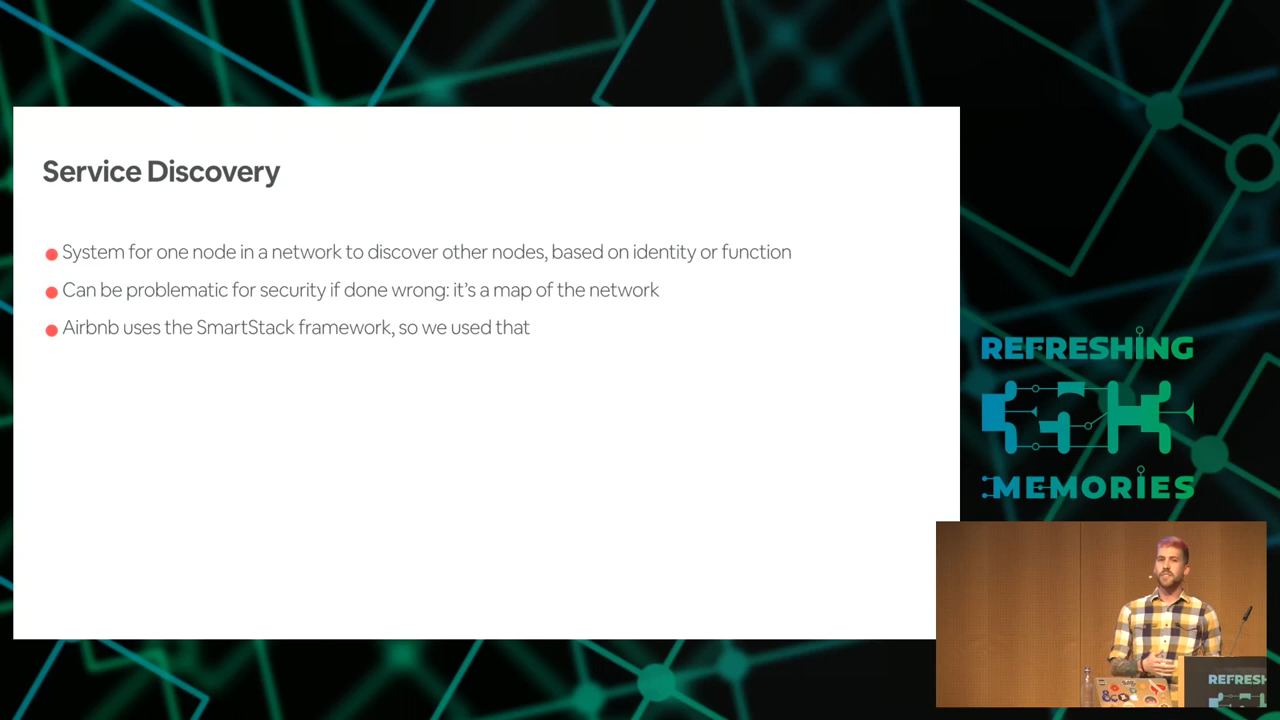 Service Discovery
System for one node in a network to discover other nodes, based on identity or function
Can be problematic for security if done wrong: it's a map of the network
Airbnb uses the SmartStack framework, so we used that
REFRESHING
MEMORIES
REFRESH